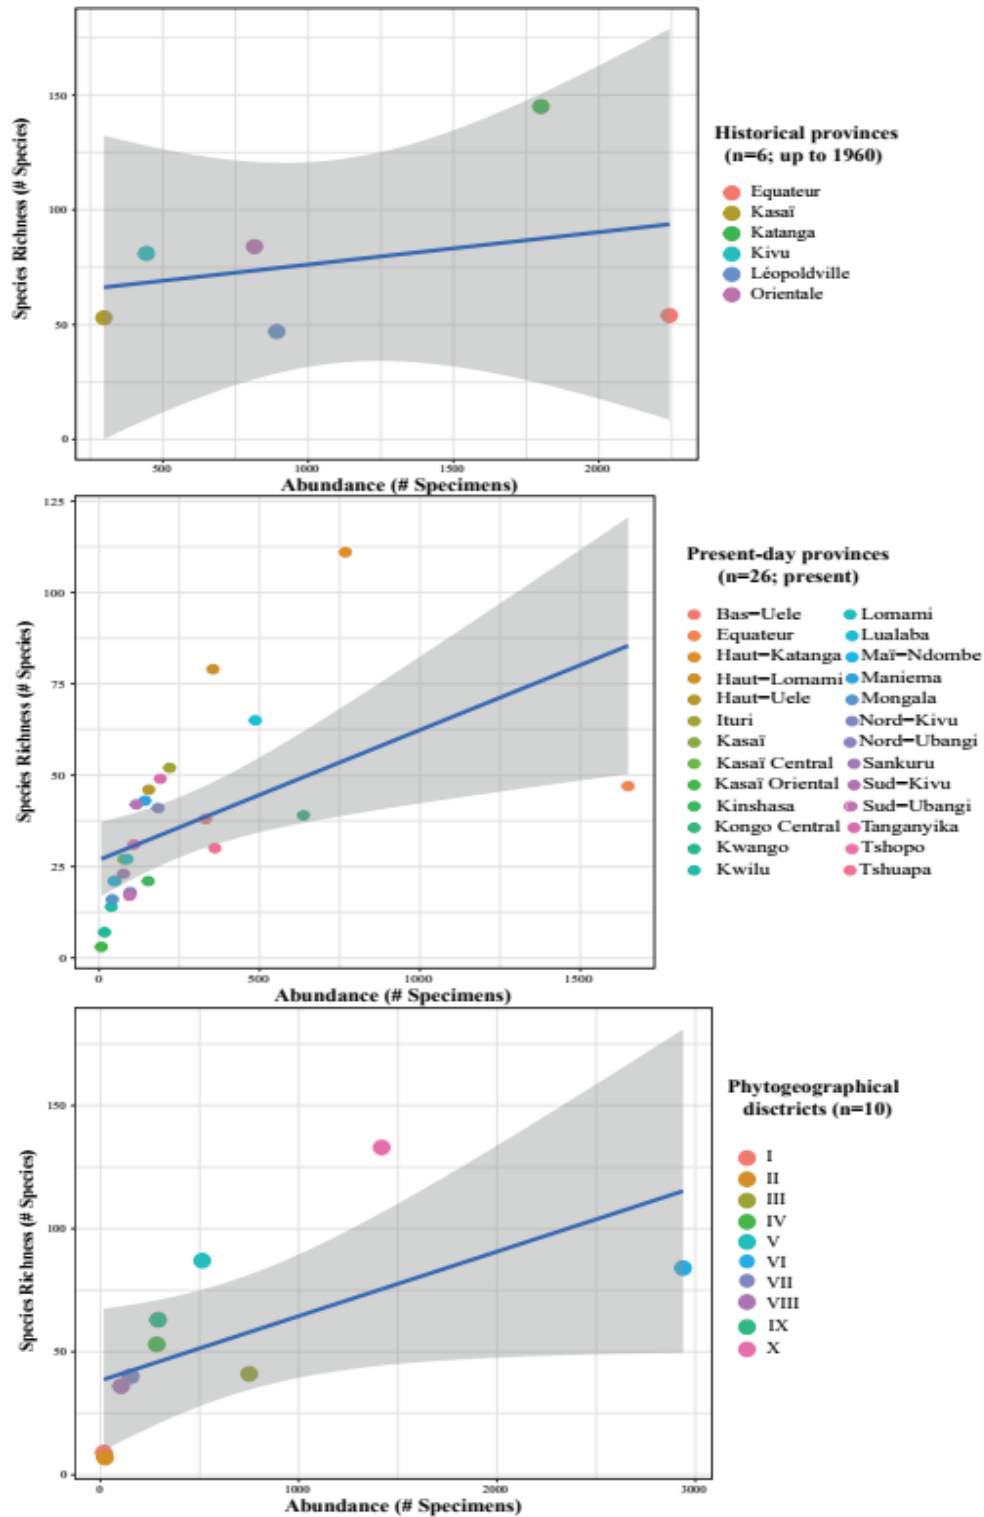 150
100
50
0
Species Richness (# Species)
500
1000
1500
2000
Abundance (# Specimens)
Historical provinces
(n=6; up to 1960)
Equateur
Kasaï
Katanga
Kivu
Léopoldville
Orientale
125
100
75
50
25
0
Species Richness (# Species)
0
500
1000
1500
Abundance (# Specimens)
Present-day provinces
(n=26; present)
Bas-Uele
Equateur
Haut-Katanga
Haut-Lomami
Haut-Uele
Ituri
Kasaï
Kasaï Central
Kasaï Oriental
Kinshasa
Kongo Central
Kwango
Kwilu
Lomami
Lualaba
Maï-Ndombe
Maniema
Mongala
Nord-Kivu
Nord-Ubangi
Sankuru
Sud-Kivu
Sud-Ubangi
Tanganyika
Tshopo
Tshuapa
150
100
50
0
Species Richness (# Species)
0
1000
2000
3000
Abundance (# Specimens)
Phytogeographical
disctricts (n=10)
I
II
III
IV
V
VI
VII
VIII
IX
X